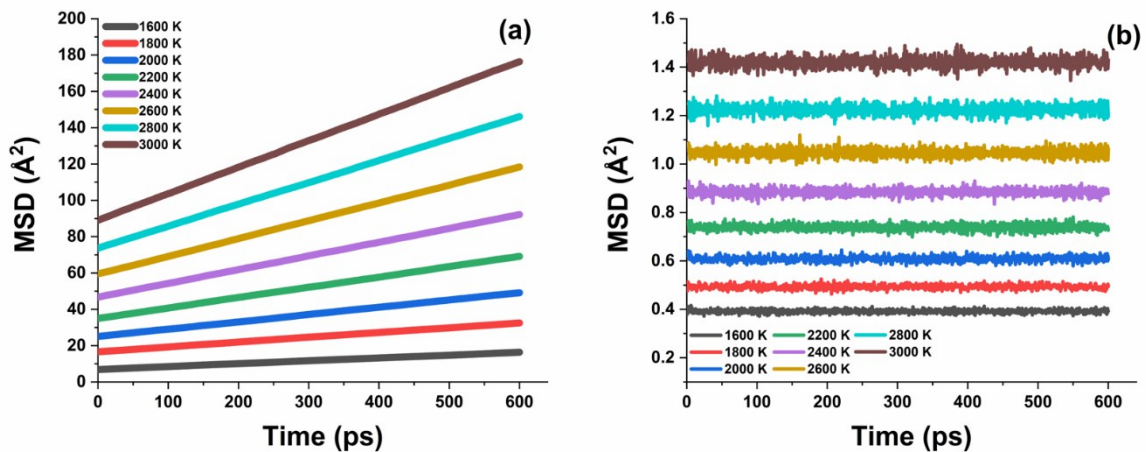 (a)
MSD (Å²)
200
180
160
140
120
100
80
60
40
20
0
1600 K
1800 K
2000 K
2200 K
2400 K
2600 K
2800 K
3000 K
0 100 200 300 400 500 600
Time (ps)
(b)
MSD (Å²)
1.6
1.4
1.2
1.0
0.8
0.6
0.4
0.2
1600 K 2200 K 2800 K
1800 K 2400 K 3000 K
2000 K 2600 K
0 100 200 300 400 500 600
Time (ps)